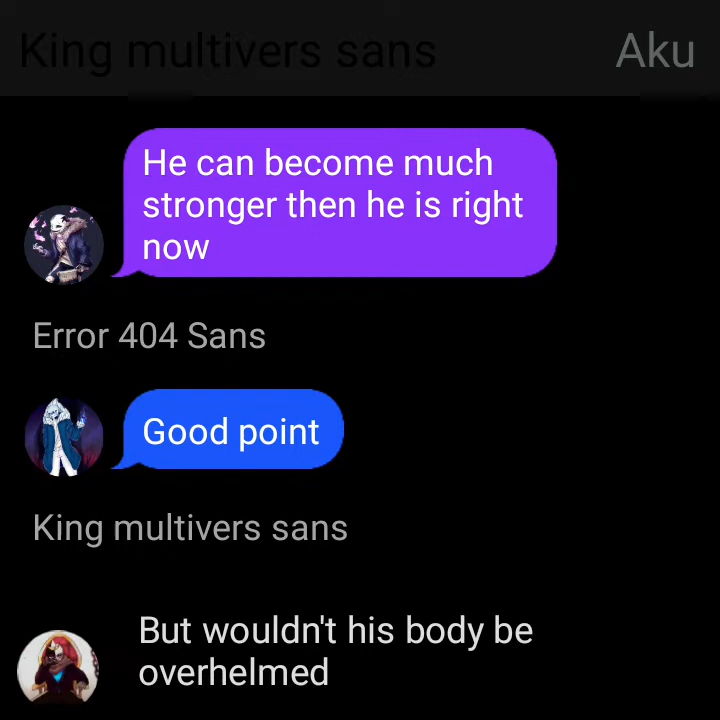 King multivers sans
Aku
He can become much
stronger then he is right
now
Error 404 Sans
Good point
King multivers sans
But wouldn't his body be
overhelmed